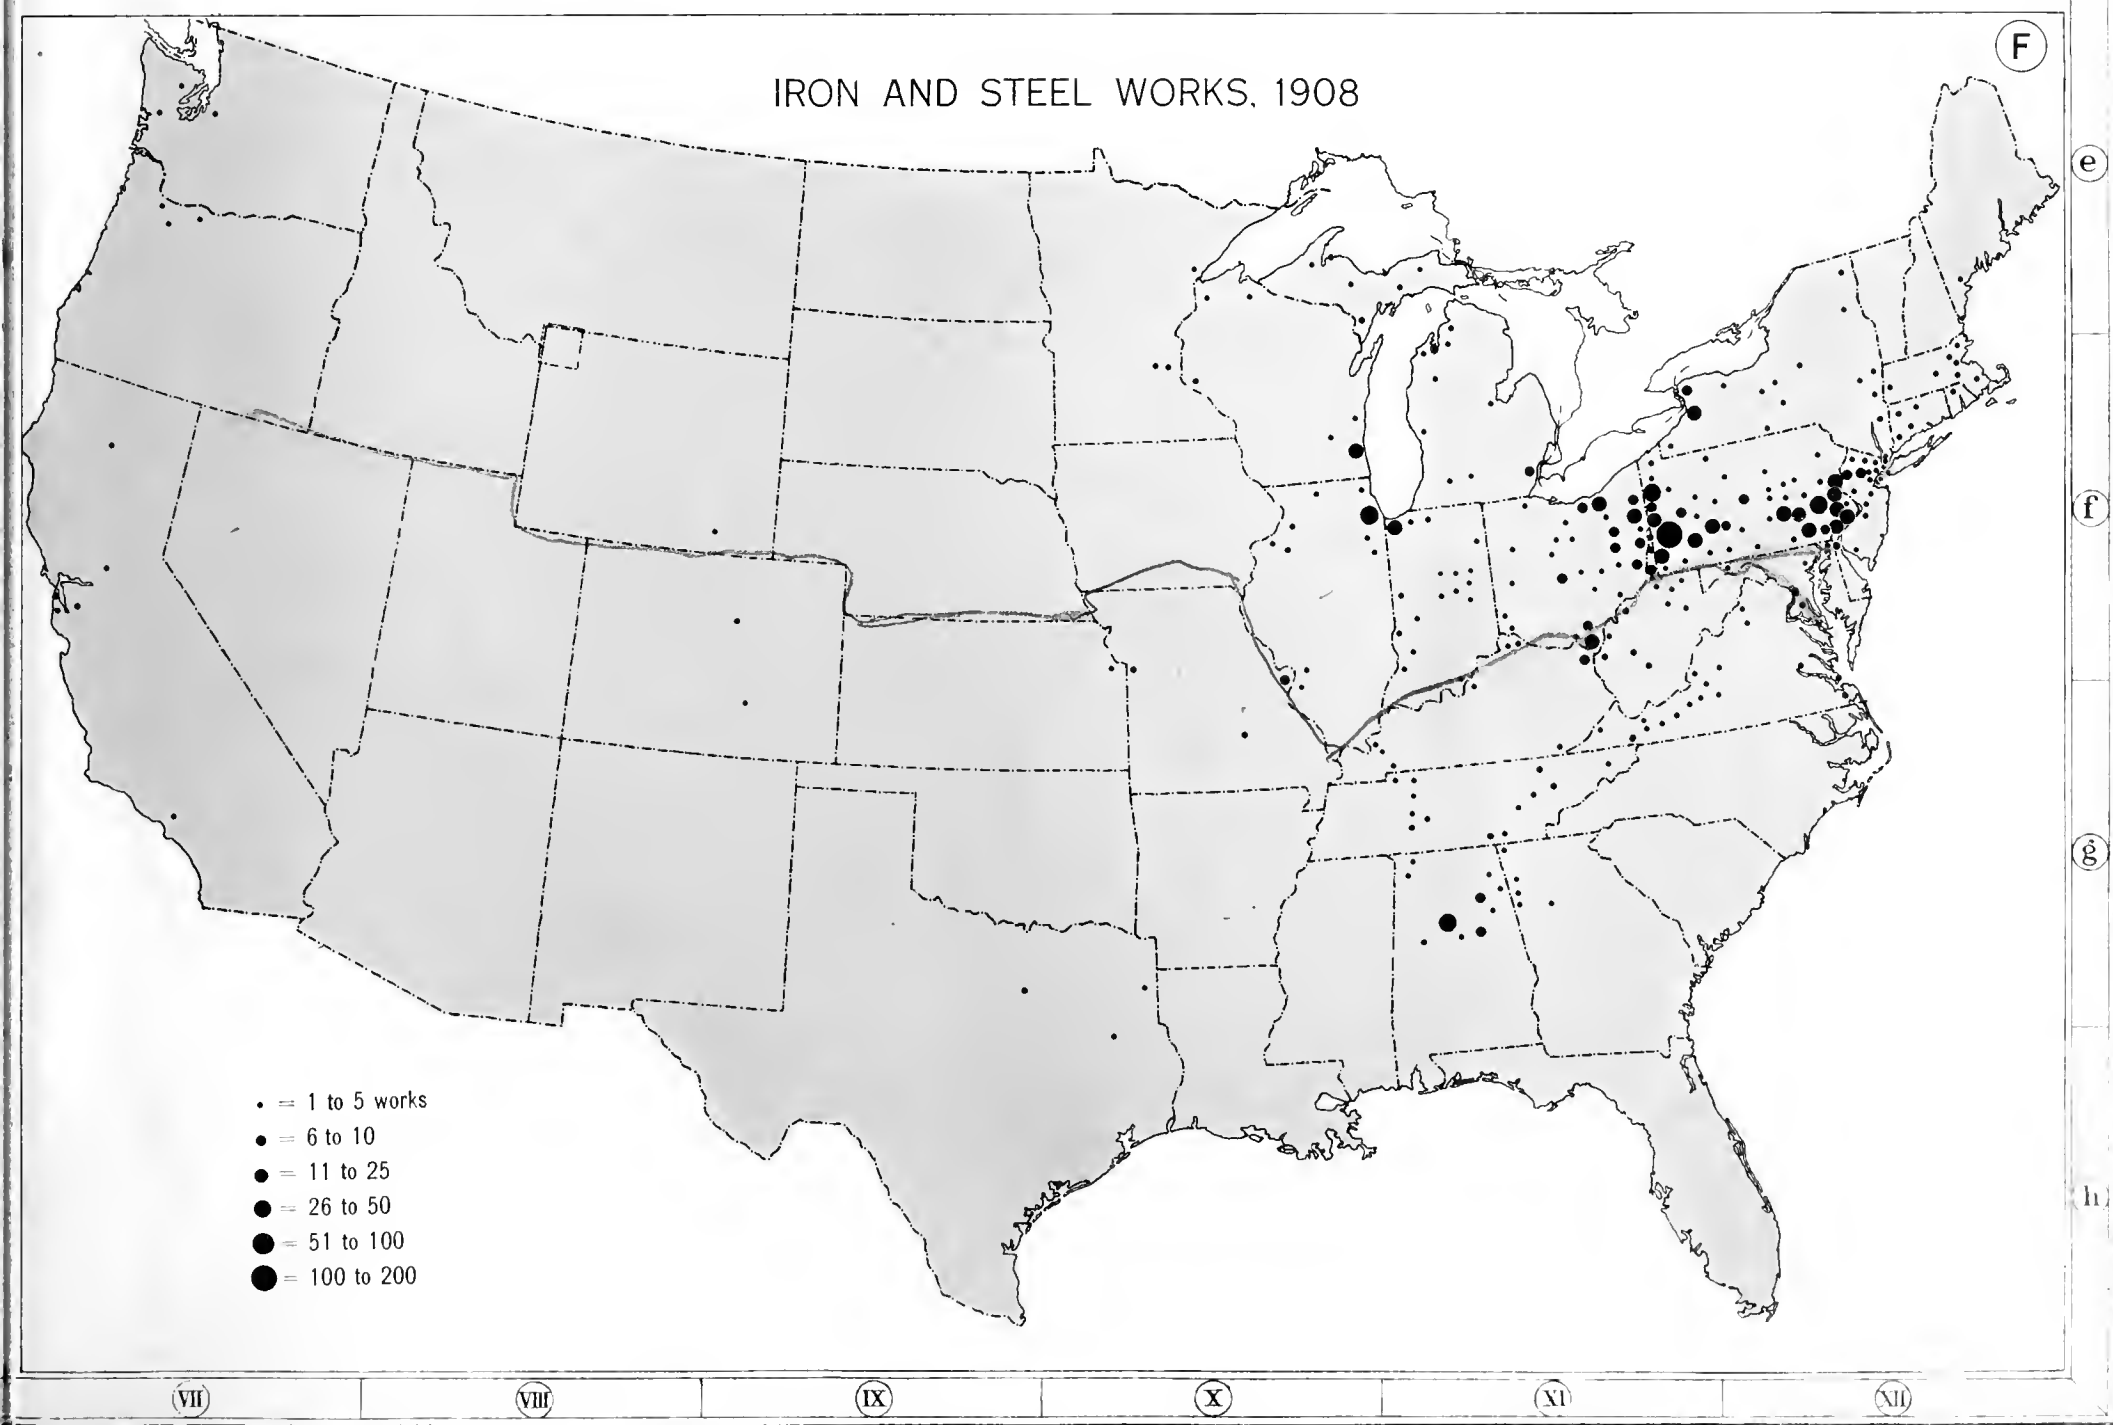 F
IRON AND STEEL WORKS, 1908
e
f
g
h
= 1 to 5 works
= 6 to 10
= 11 to 25
= 26 to 50
= 51 to 100
= 100 to 200
VII VIII IX X XI XII